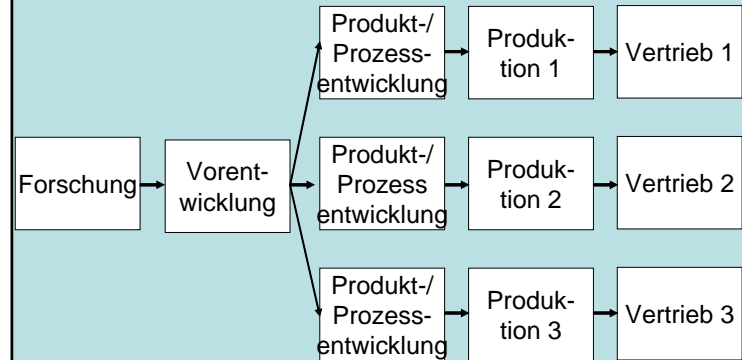 Produkt-/
Prozess-
entwicklung
Produk-
tion 1
Vertrieb 1
Forschung
Vorent-
wicklung
Produkt-/
Prozess
entwicklung
Produk-
tion 2
Vertrieb 2
Produkt-/
Prozess-
entwicklung
Produk-
tion 3
Vertrieb 3